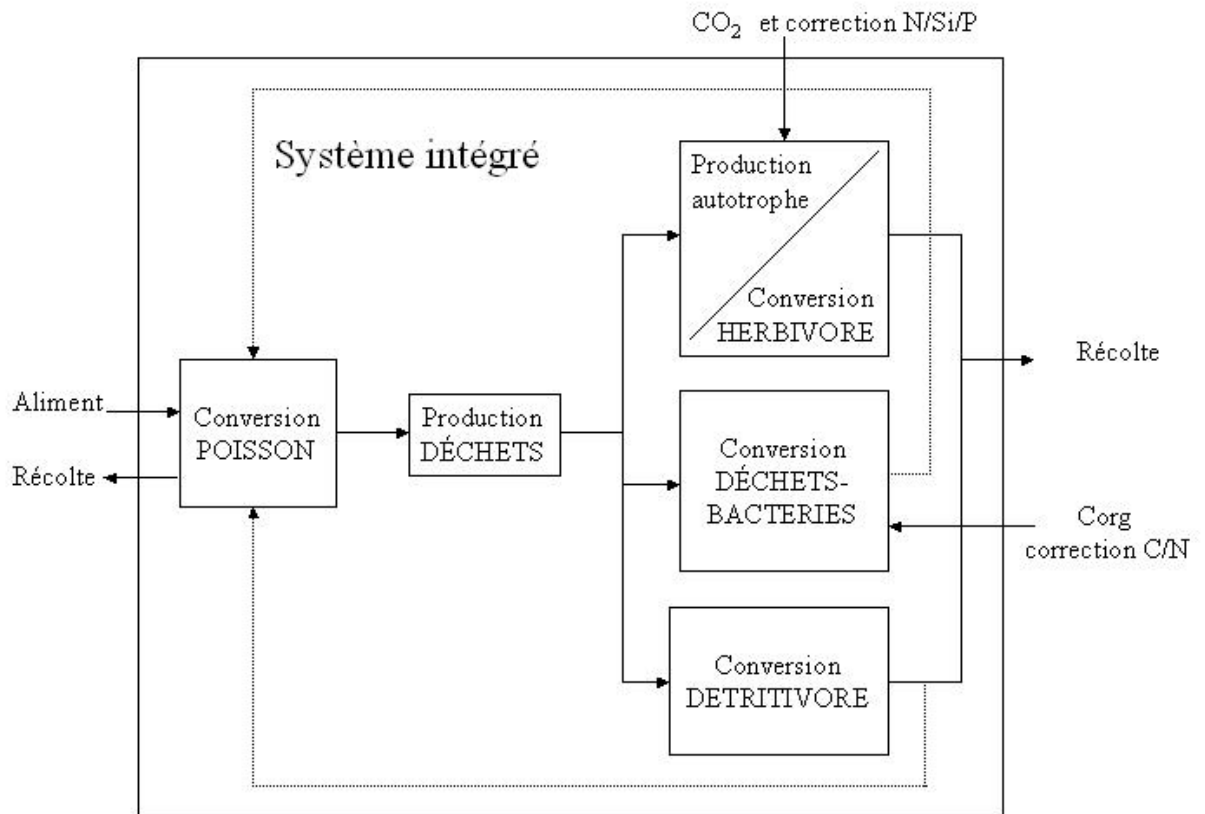 CO₂ et correction N/Si/P
Système intégré
Production
autotrophe
Conversion
HERBIVORE
Aliment
Récolte
Conversion
POISSON
Production
DÉCHETS
Conversion
DÉCHETS-
BACTERIES
Conversion
DETRITIVORE
Récolte
Corg
correction C/N